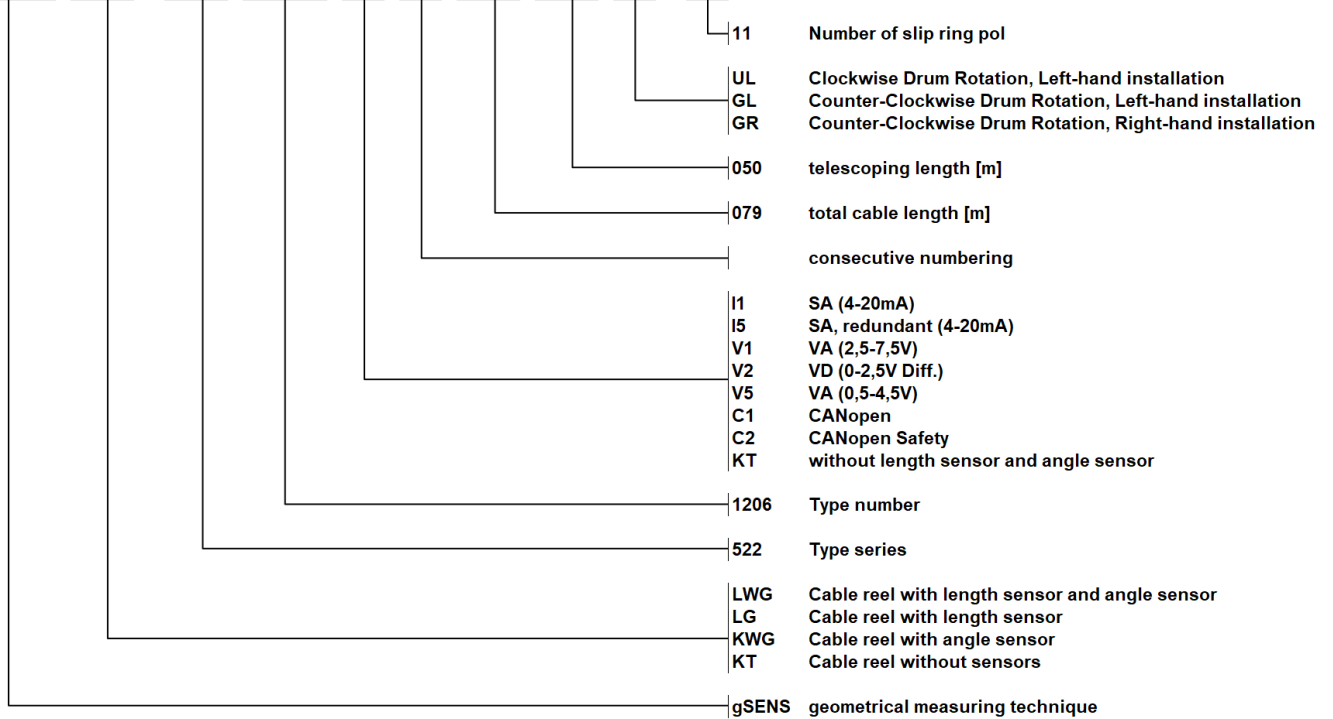 11 Number of slip ring pol
UL Clockwise Drum Rotation, Left-hand installation
GL Counter-Clockwise Drum Rotation, Left-hand installation
GR Counter-Clockwise Drum Rotation, Right-hand installation
050 telescoping length [m]
079 total cable length [m]
consecutive numbering
I1 SA (4-20mA)
I5 SA, redundant (4-20mA)
V1 VA (2,5-7,5V)
V2 VD (0-2,5V Diff.)
V5 VA (0,5-4,5V)
C1 CANopen
C2 CANopen Safety
KT without length sensor and angle sensor
1206 Type number
522 Type series
LWG Cable reel with length sensor and angle sensor
LG Cable reel with length sensor
KWG Cable reel with angle sensor
KT Cable reel without sensors
gSENS geometrical measuring technique